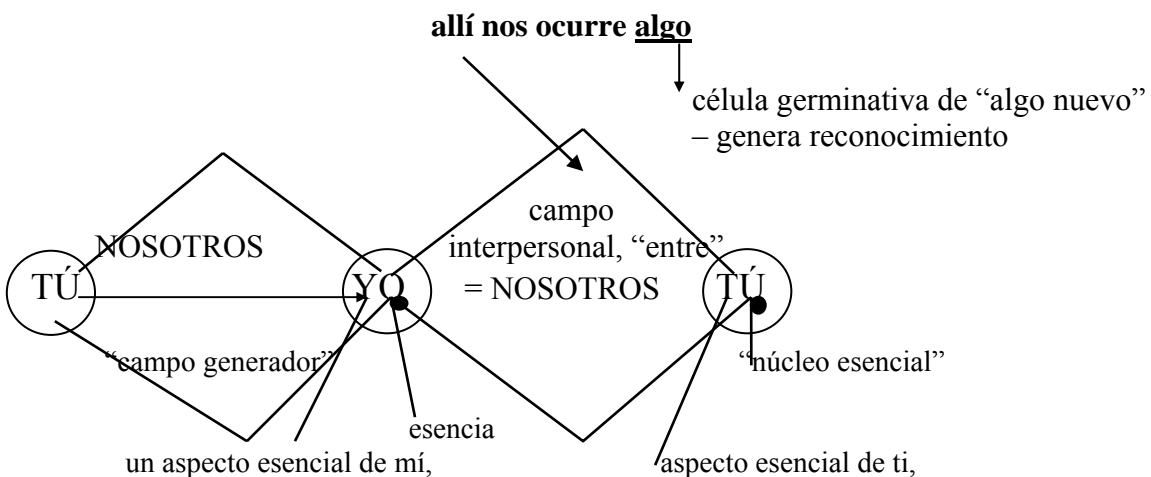 allí nos ocurre algo
célula germinativa de “algo nuevo”
– genera reconocimiento
campo
NOSOTROS
interpersonal, “entre”
TÚ
YO
= NOSOTROS
TÚ
“campo generador”
“núcleo esencial”
esencia
un aspecto esencial de mí,
aspecto esencial de ti,